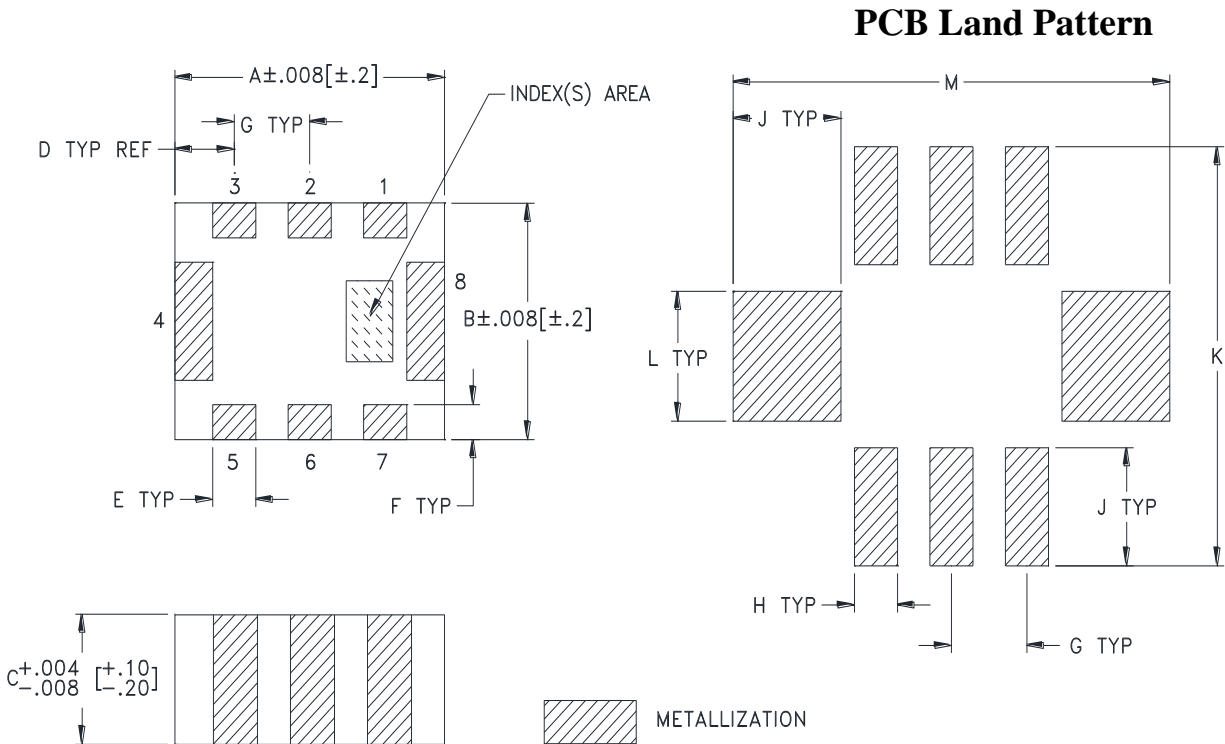 PCB Land Pattern
A±.008[±.2]
M
INDEX(S) AREA
G TYP
J TYP
D TYP REF
3 2 1
8
4
B±.008[±.2]
L TYP
K
5 6 7
E TYP
F TYP
J TYP
H TYP
G TYP
C+.004 -.008 [+.10 -.20]
METALLIZATION